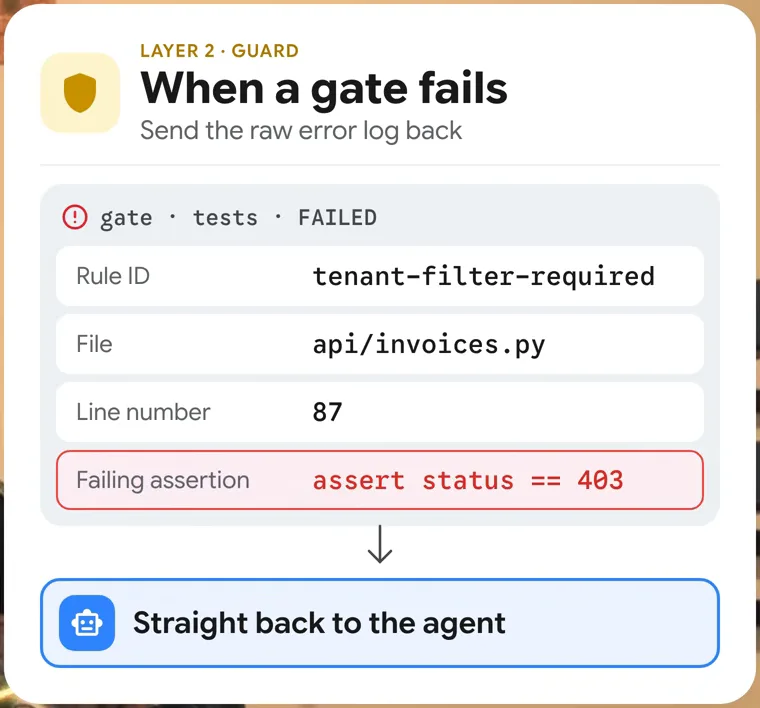 LAYER 2 · GUARD
When a gate fails
Send the raw error log back
gate · tests · FAILED
Rule ID tenant-filter-required
File api/invoices.py
Line number 87
Failing assertion assert status == 403
Straight back to the agent